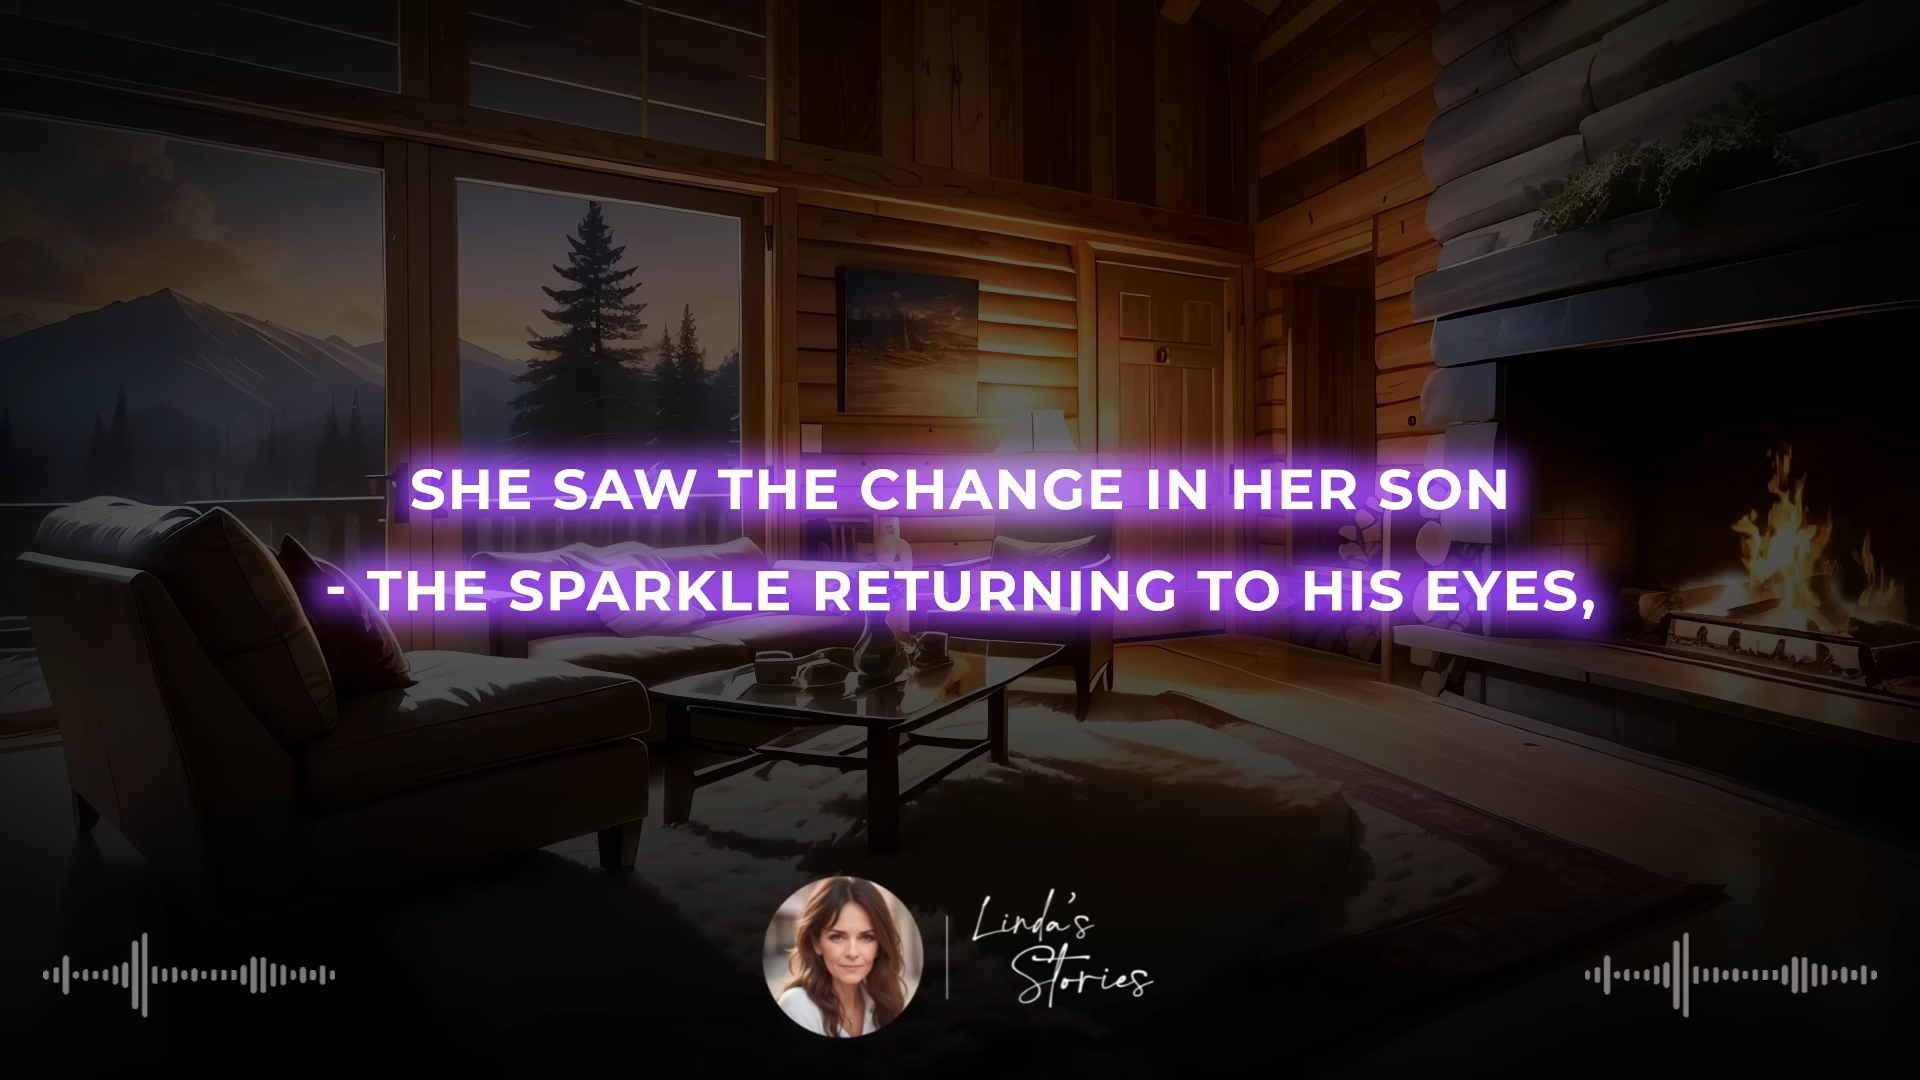 SHE SAW THE CHANGE IN HER SON
- THE SPARKLE RETURNING TO HIS EYES,
Linda's
Stories